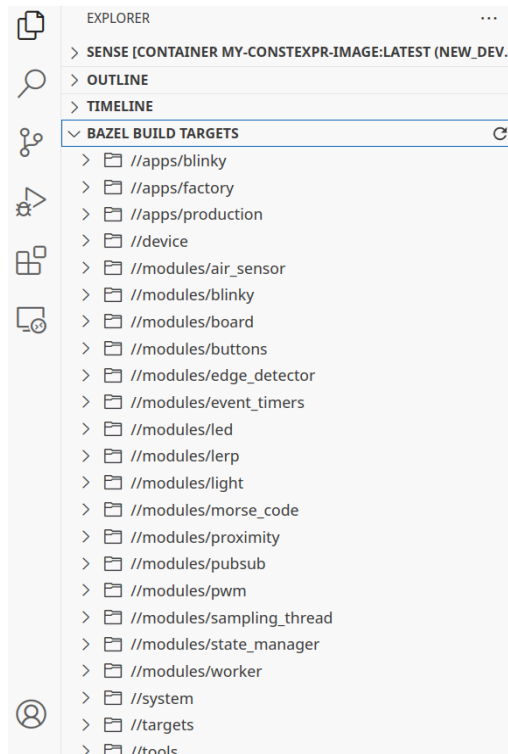 EXPLORER ...
SENSE [CONTAINER MY-CONSTEXPR-IMAGE:LATEST (NEW_DEV.
OUTLINE
TIMELINE
BAZEL BUILD TARGETS
//apps/blinky
//apps/factory
//apps/production
//device
//modules/air_sensor
//modules/blinky
//modules/board
//modules/buttons
//modules/edge_detector
//modules/event_timers
//modules/led
//modules/lerp
//modules/light
//modules/morse_code
//modules/proximity
//modules/pubsub
//modules/pwm
//modules/sampling_thread
//modules/state_manager
//modules/worker
//system
//targets
//tools